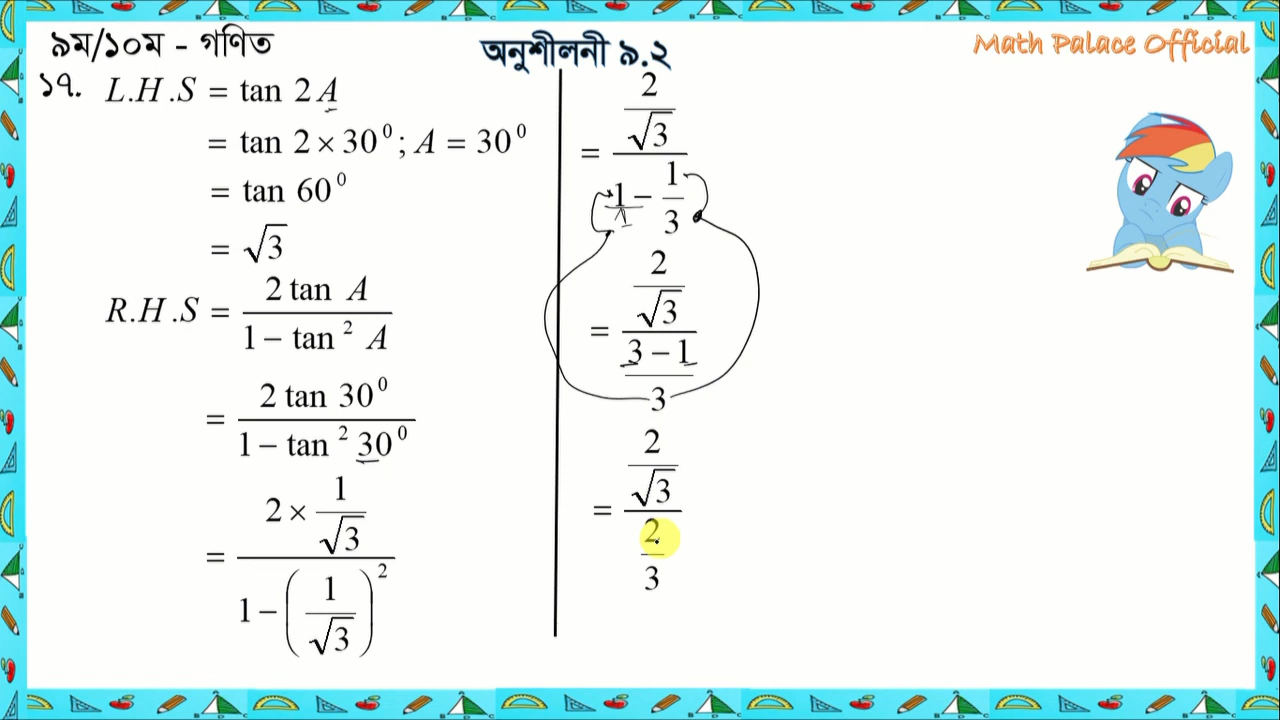 ৯ম/১০ম - গণিত
অনুশীলনী ৯.২
Math Palace Official
১৭. L.H.S = tan 2A
= tan 2 × 30⁰ ; A = 30⁰
= tan 60⁰
= √3
R.H.S = (2 tan A) / (1 − tan² A)
= (2 tan 30⁰) / (1 − tan² 30⁰)
= (2 × 1/√3) / (1 − (1/√3)²)
= (2/√3) / (1/1 − 1/3)
= (2/√3) / ((3 − 1)/3)
= (2/√3) / (2/3)